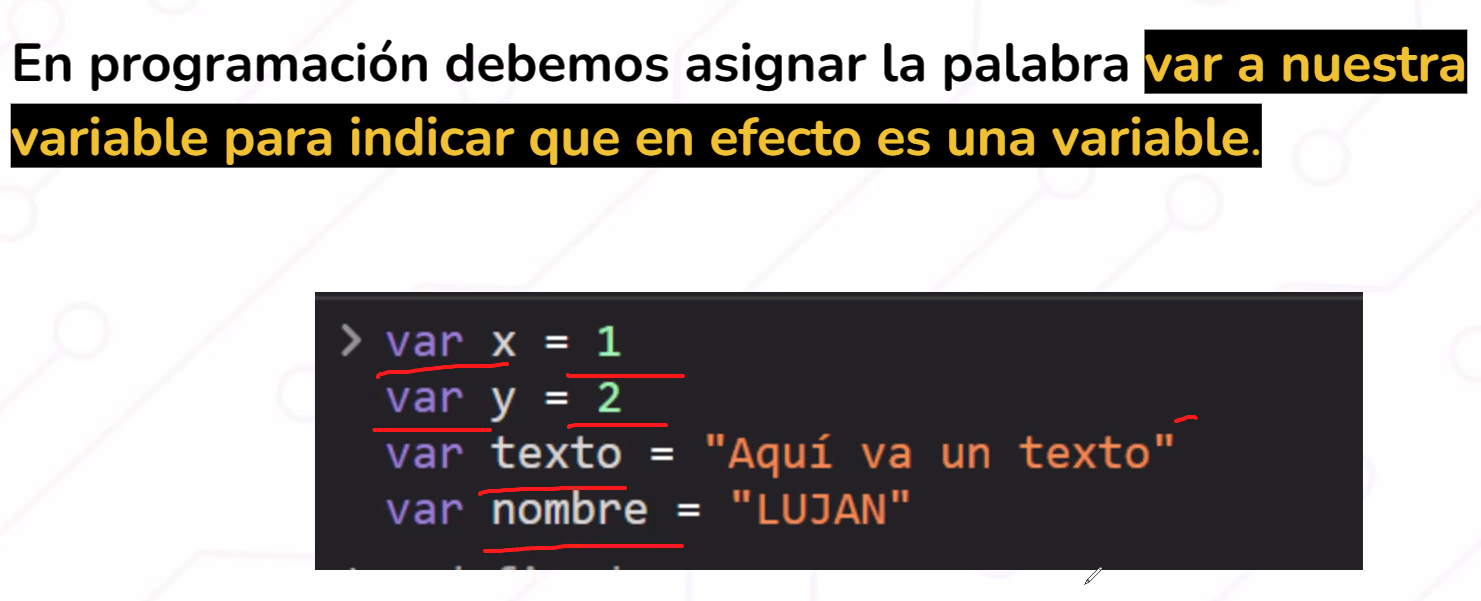 En programación debemos asignar la palabra var a nuestra
variable para indicar que en efecto es una variable.
> var x = 1
var y = 2
var texto = "Aquí va un texto"
var nombre = "LUJAN"